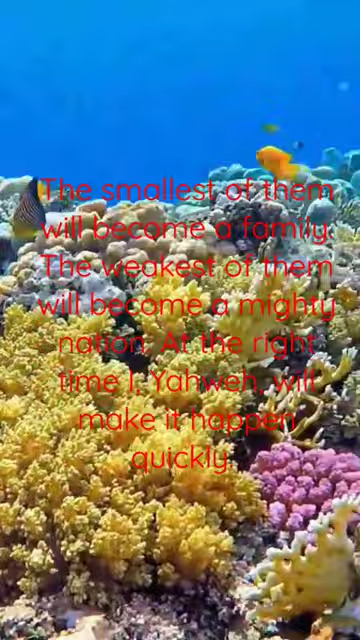 The smallest of them
will become a family.
The weakest of them
will become a mighty
nation. At the right
time I, Yahweh, will
make it happen
quickly.